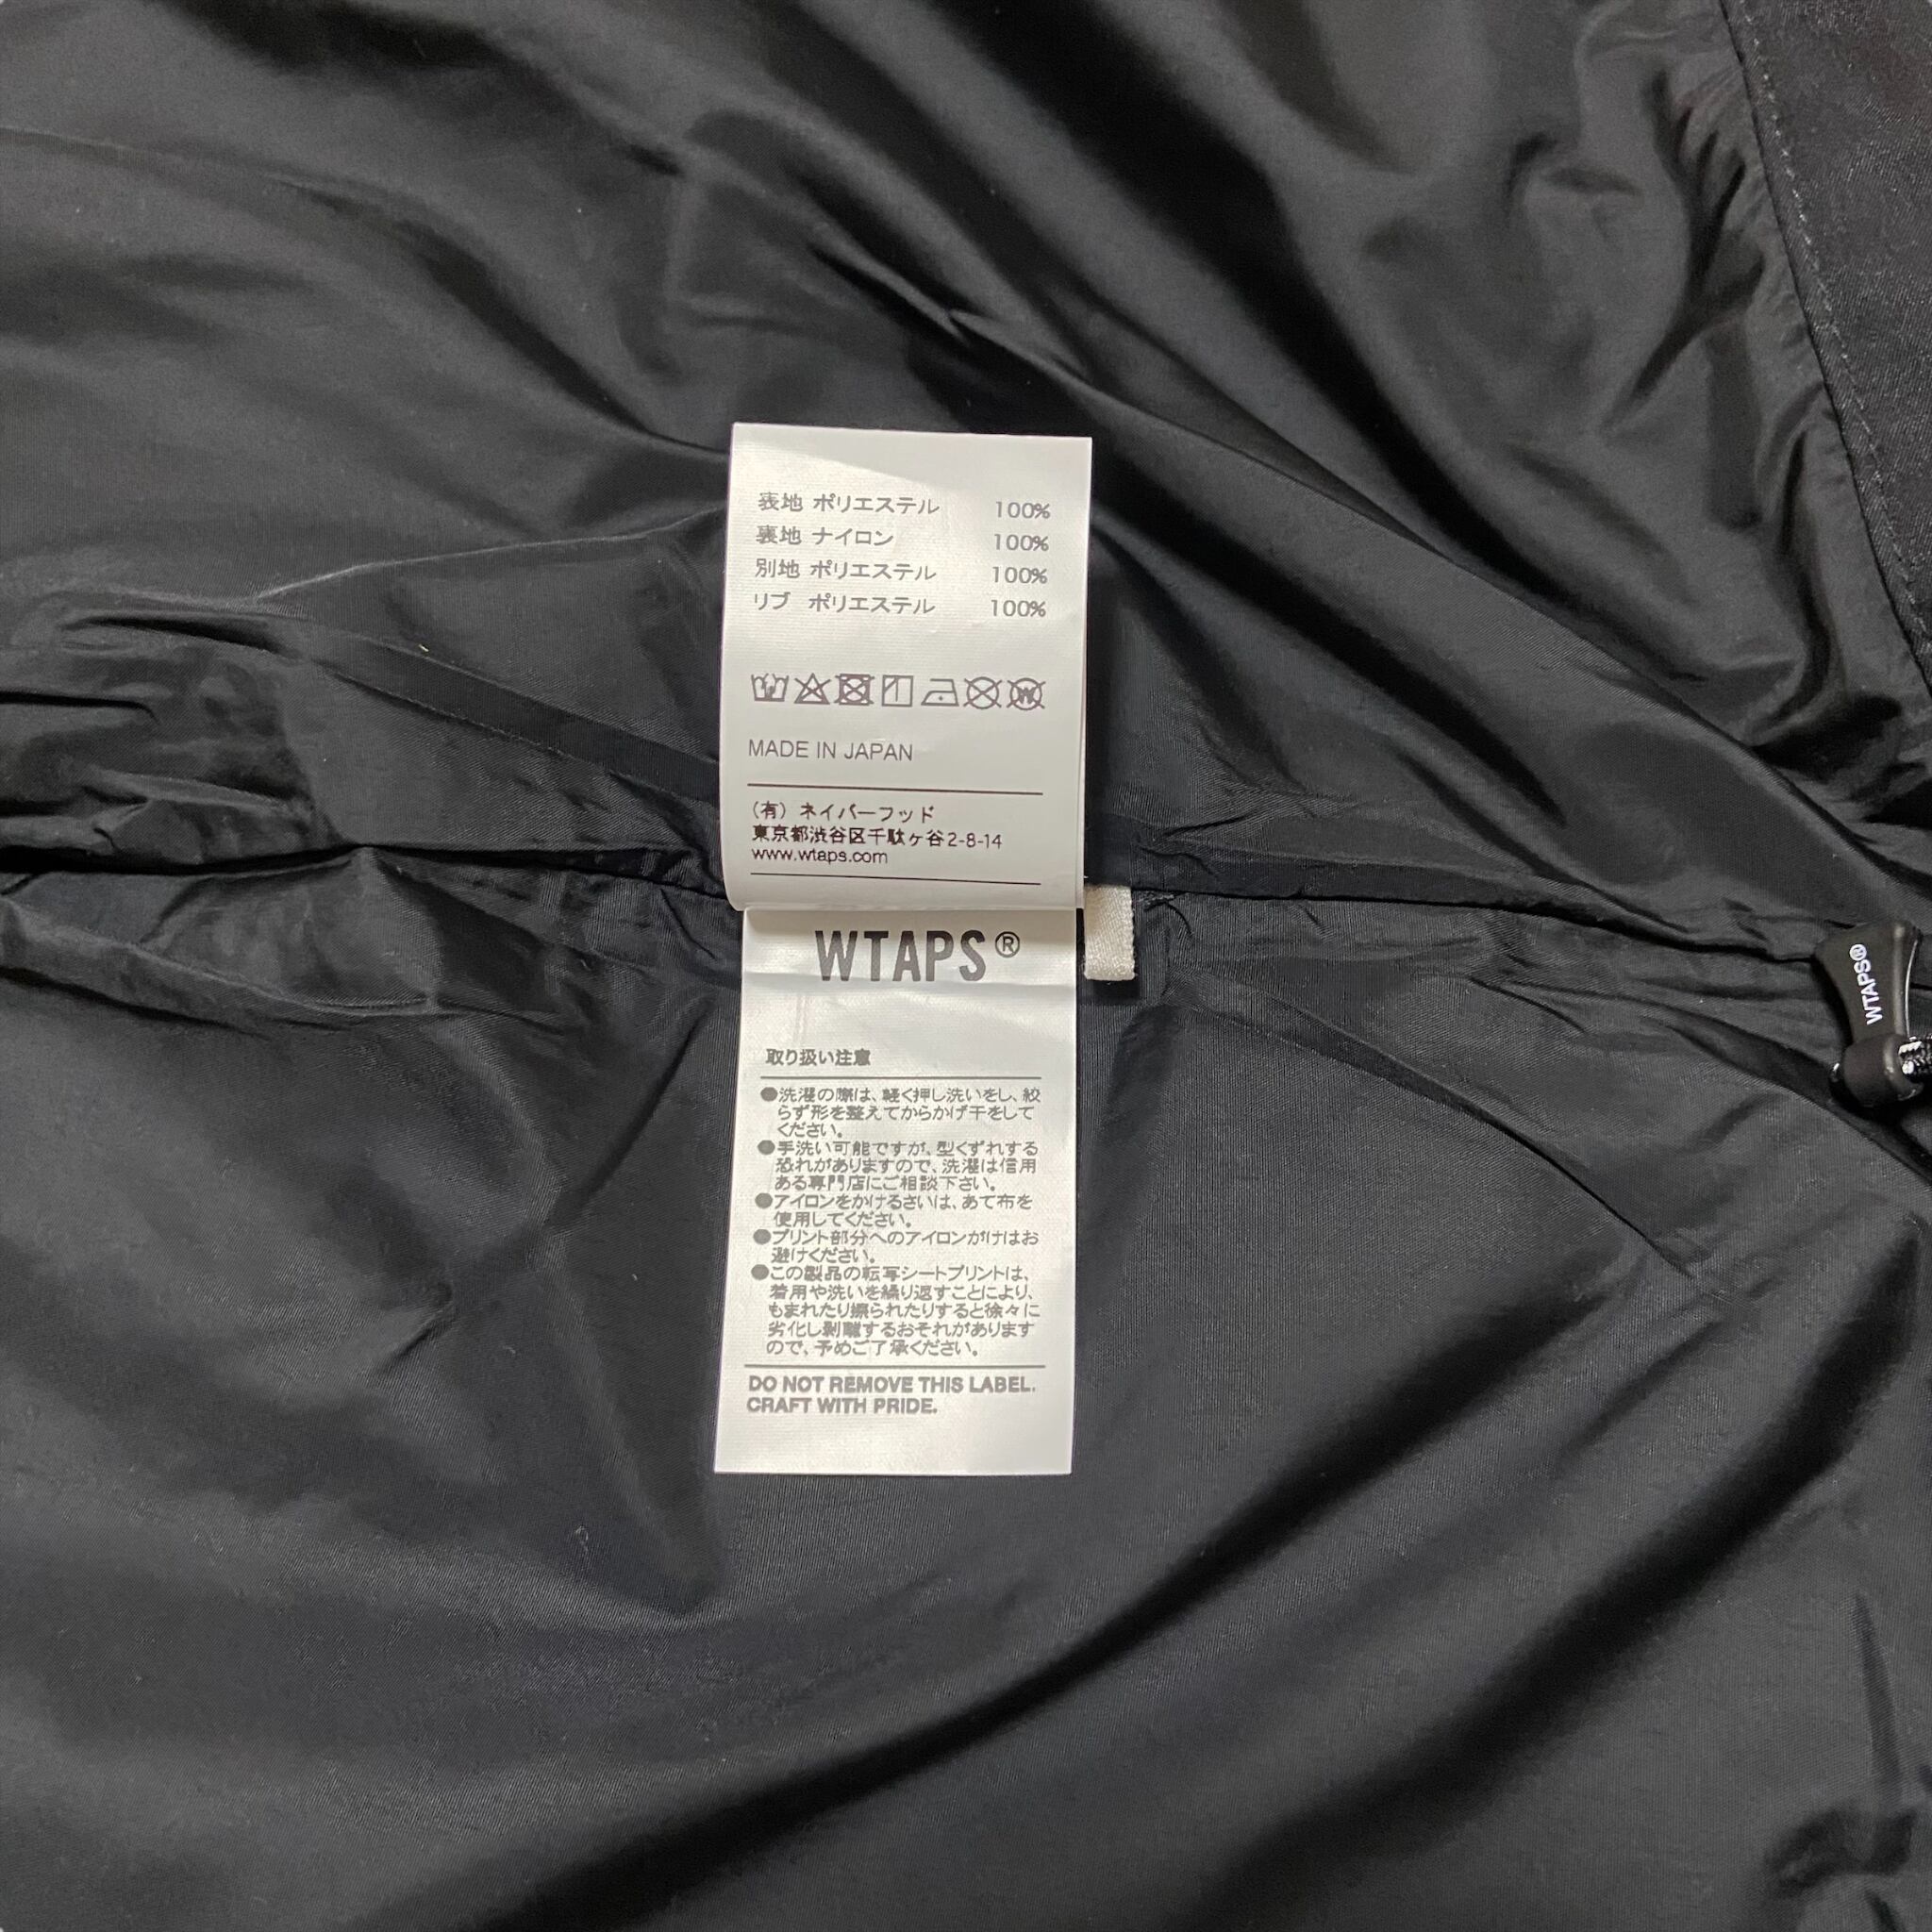 表地 ポリエステル 100%
裏地 ナイロン 100%
別地 ポリエステル 100%
リブ ポリエステル 100%
MADE IN JAPAN
(有) ネイバーフッド
東京都渋谷区千駄ヶ谷2-8-14
www.wtaps.com
WTAPS®
取り扱い注意
●洗濯の際は、軽く押し洗いをし、絞
らず形を整えてからかげ干をして
ください。
●手洗い可能ですが、型くずれする
恐れがありますので、洗濯は信用
ある専門店にご相談下さい。
●アイロンをかけるさいは、あて布を
使用してください。
●プリント部分へのアイロンがけはお
避けください。
●この製品の転写シートプリントは、
着用や洗いを繰り返すことにより、
もまれたり擦られたりすると徐々に
劣化し剥離するおそれがあります
ので、予めご了承ください。
DO NOT REMOVE THIS LABEL.
CRAFT WITH PRIDE.
WTAPS®